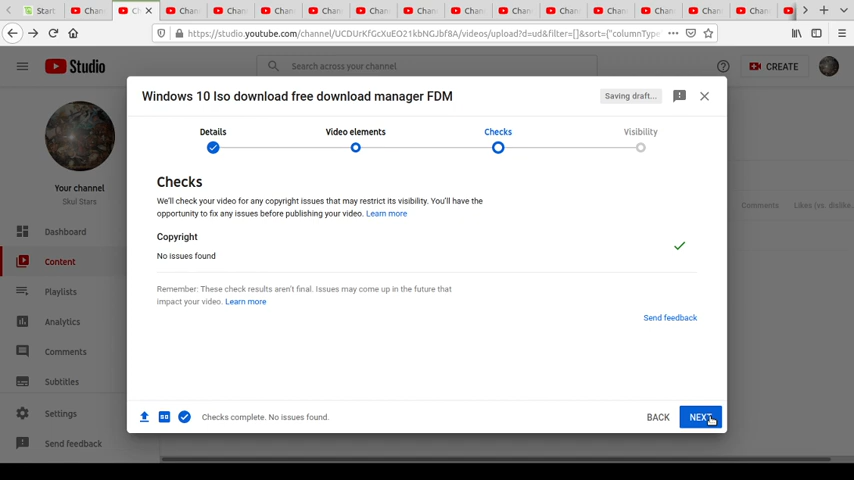 Start
Chan
C
Chan
Chan
Chan
Chan
Chan
Chan
Chan
Chan
Chan
Chan
Chan
Chan
Chan
https://studio.youtube.com/channel/UCDUrKfGcXuEO21kbNGJbf8A/videos/upload?d=ud&filter=[]&sort={"columnType
Studio
Search across your channel
CREATE
Windows 10 Iso download free download manager FDM
Saving draft...
Details
Video elements
Checks
Visibility
Your channel
Skul Stars
Dashboard
Content
Playlists
Analytics
Comments
Subtitles
Settings
Send feedback
Checks
We'll check your video for any copyright issues that may restrict its visibility. You'll have the
opportunity to fix any issues before publishing your video. Learn more
Copyright
No issues found
Remember: These check results aren't final. Issues may come up in the future that
impact your video. Learn more
Send feedback
Comments
Likes (vs. dislike
SD
Checks complete. No issues found.
BACK
NEXT